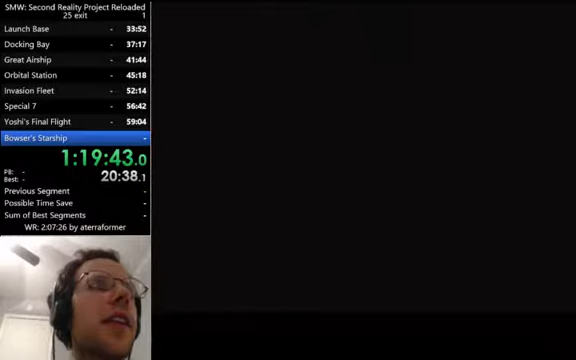 SMW: Second Reality Project Reloaded
25 exit 1
Launch Base - 33:52
Docking Bay - 37:17
Great Airship - 41:44
Orbital Station - 45:18
Invasion Fleet - 52:14
Special 7 - 56:42
Yoshi's Final Flight - 59:04
Bowser's Starship -
1:19:43.0
PB: -
Best: -
20:38.1
Previous Segment -
Possible Time Save -
Sum of Best Segments -
WR: 2:07:26 by aterraformer